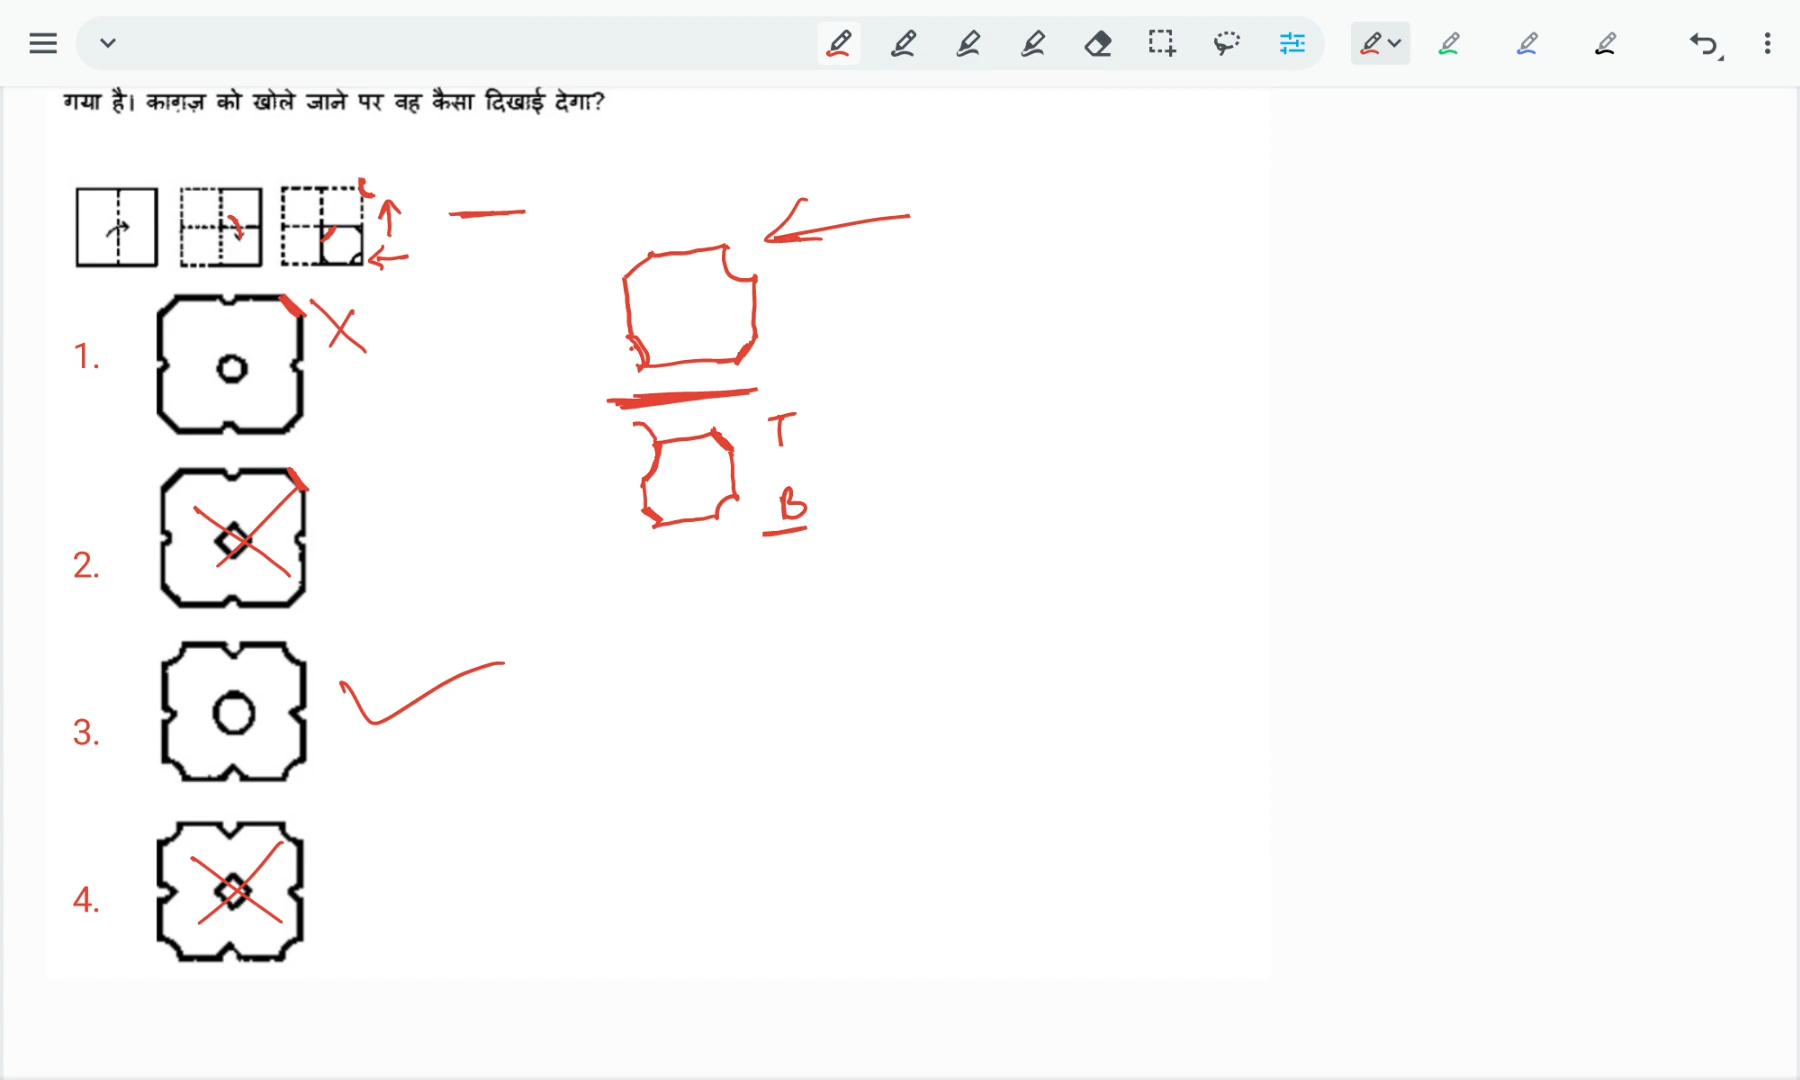 गया है। काग़ज़ को खोले जाने पर वह कैसा दिखाई देगा?
1.
2.
3.
4.
T
B